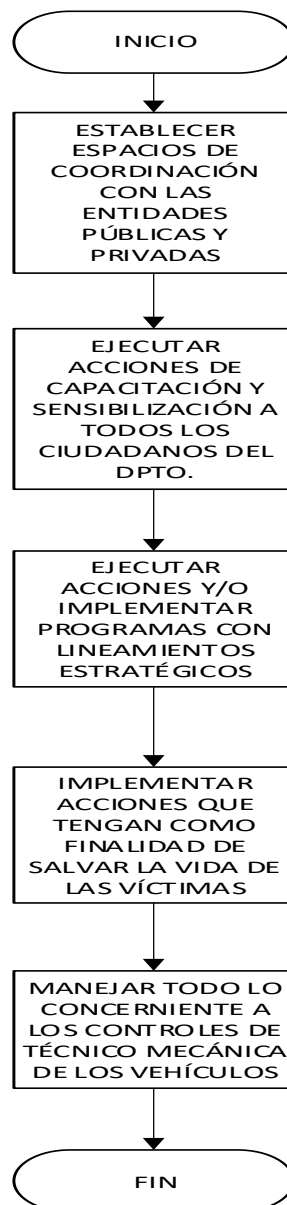 INICIO
ESTABLECER
ESPACIOS DE
COORDINACIÓN
CON LAS
ENTIDADES
PÚBLICAS Y
PRIVADAS
EJECUTAR
ACCIONES DE
CAPACITACIÓN Y
SENSIBILIZACIÓN A
TODOS LOS
CIUDADANOS DEL
DPTO.
EJECUTAR
ACCIONES Y/O
IMPLEMENTAR
PROGRAMAS CON
LINEAMIENTOS
ESTRATÉGICOS
IMPLEMENTAR
ACCIONES QUE
TENGAN COMO
FINALIDAD DE
SALVAR LA VIDA DE
LAS VÍCTIMAS
MANEJAR TODO LO
CONCERNIENTE A
LOS CONTROLES DE
TÉCNICO MECÁNICA
DE LOS VEHÍCULOS
FIN